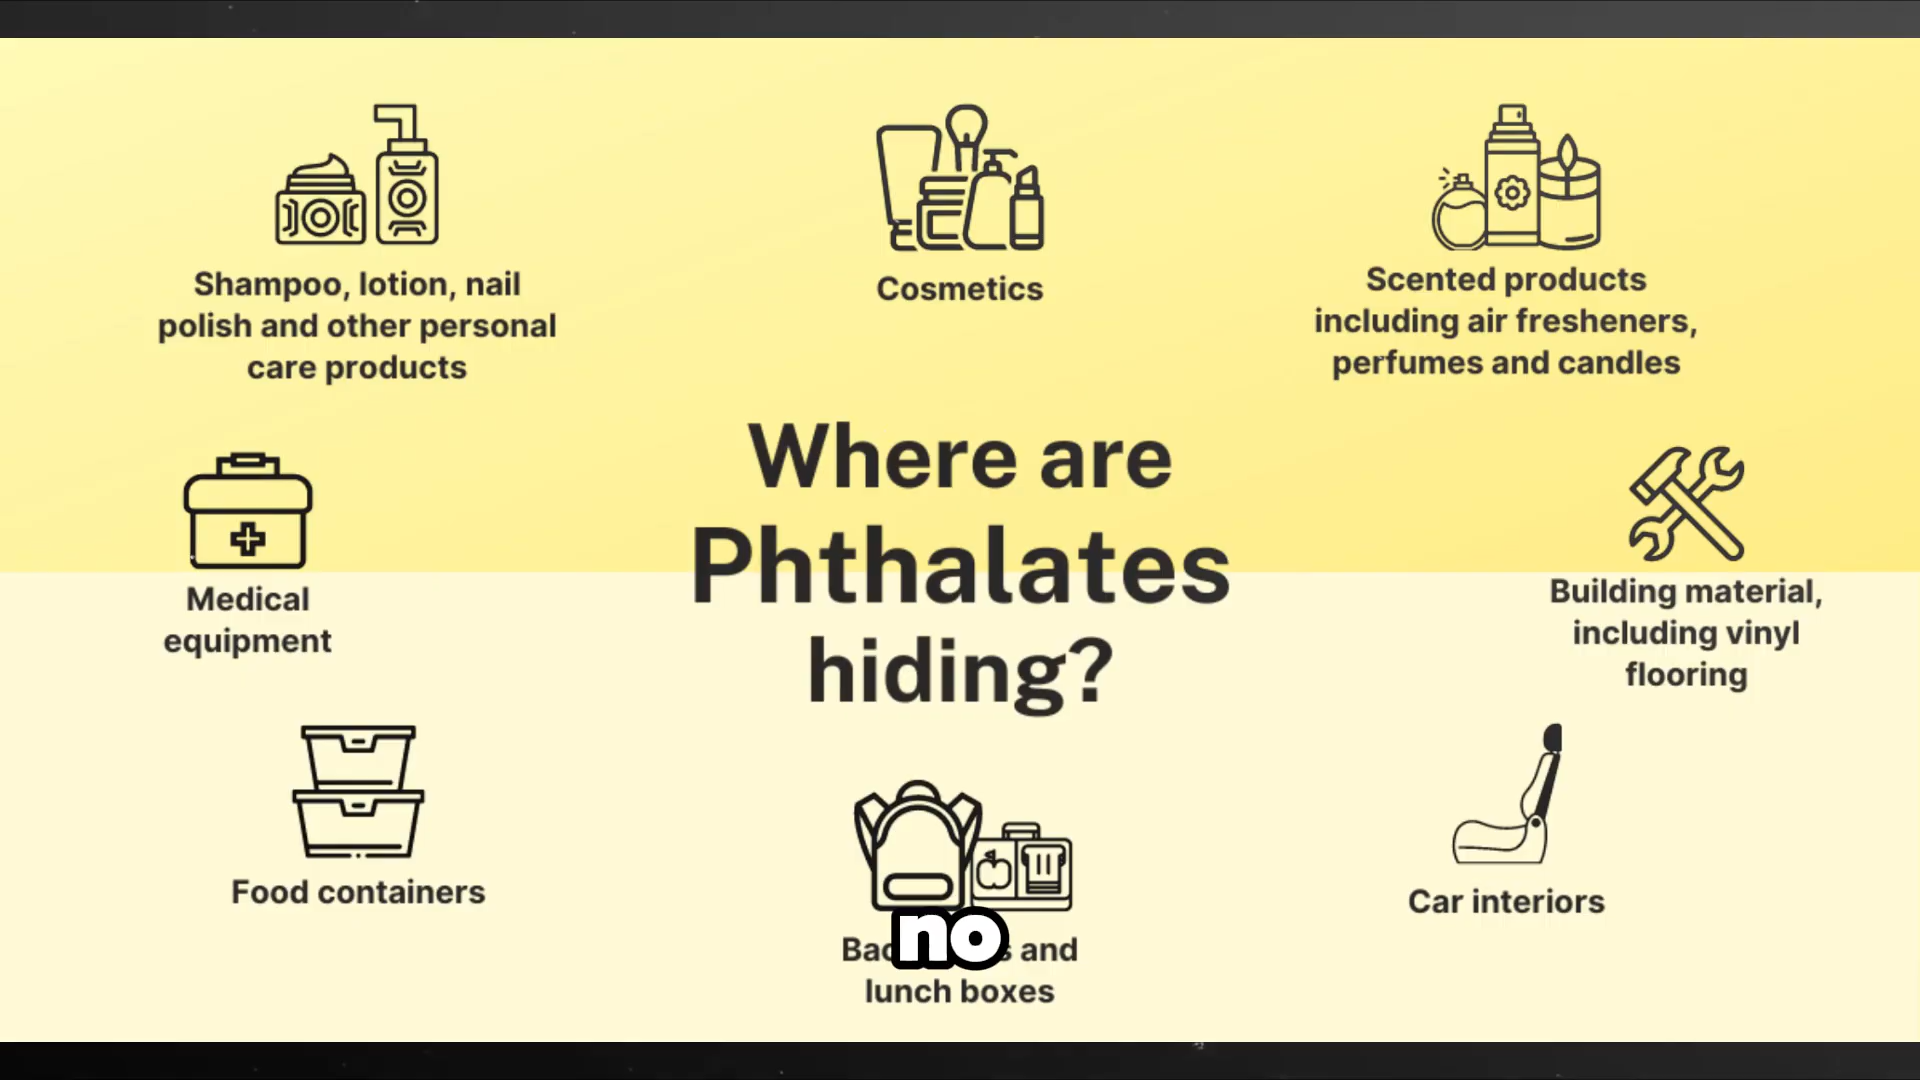 Shampoo, lotion, nail
polish and other personal
care products
Cosmetics
Scented products
including air fresheners,
perfumes and candles
Where are
Phthalates
hiding?
Medical
equipment
Building material,
including vinyl
flooring
Food containers
and
lunch boxes
no
Car interiors